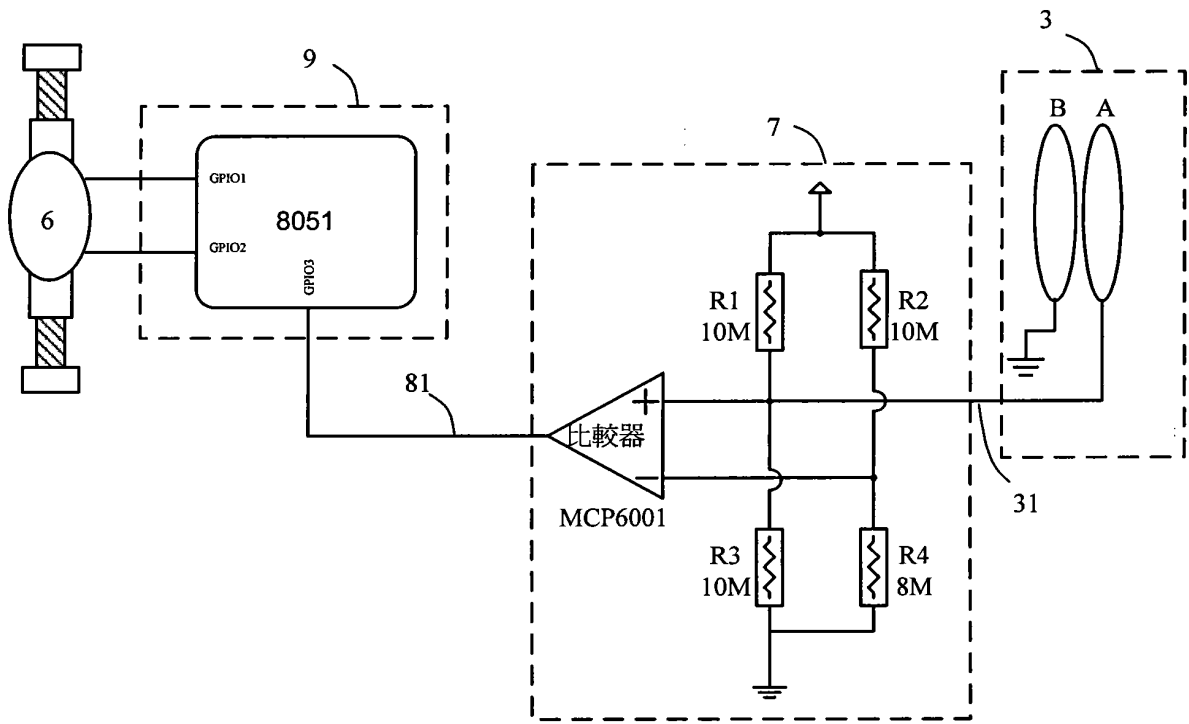 3
9
B A
7
GPIO1
6
8051
GPIO2
GPIO3
R1
10M
R2
10M
81
比較器
31
MCP6001
R3
10M
R4
8M